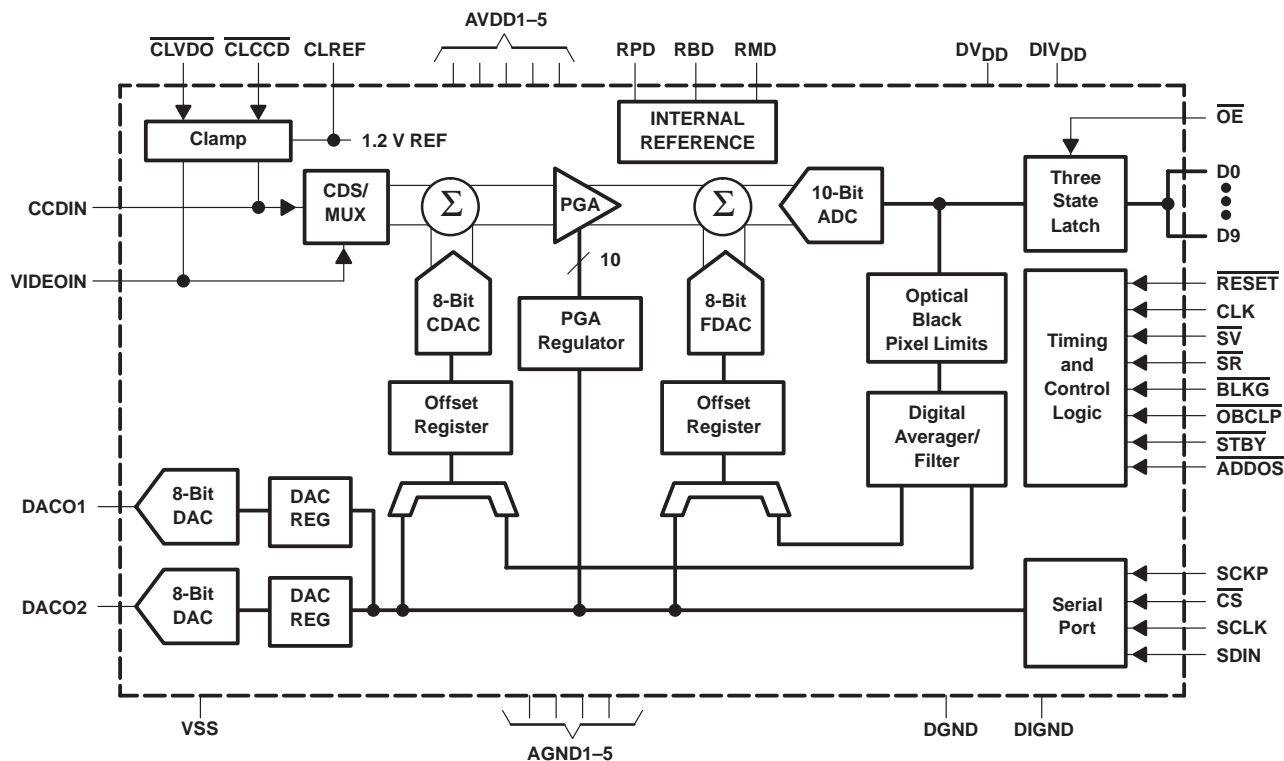 AVDD1–5
CLVDO CLCCD CLREF RPD RBD RMD DVDD DIVDD
INTERNAL
REFERENCE
OE
Clamp
1.2 V REF
CCDIN
CDS/
MUX
Σ
PGA
Σ
10-Bit
ADC
Three
State
Latch
D0
D9
VIDEOIN
10
8-Bit
CDAC
PGA
Regulator
8-Bit
FDAC
Optical
Black
Pixel Limits
Timing
and
Control
Logic
RESET
CLK
SV
SR
BLKG
OBCLP
STBY
ADDOS
Offset
Register
Offset
Register
Digital
Averager/
Filter
DACO1
8-Bit
DAC
DAC
REG
DACO2
8-Bit
DAC
DAC
REG
Serial
Port
SCKP
CS
SCLK
SDIN
VSS
AGND1–5
DGND DIGND